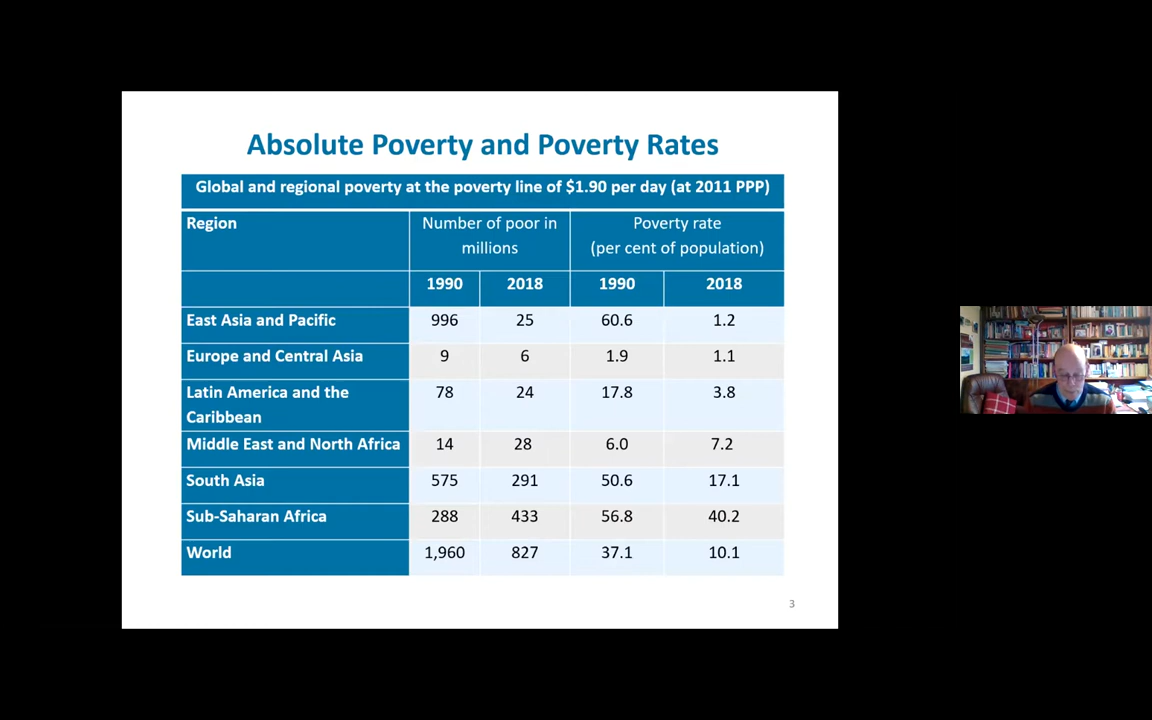 Absolute Poverty and Poverty Rates
Global and regional poverty at the poverty line of $1.90 per day (at 2011 PPP)
Region Number of poor in millions Poverty rate (per cent of population)
1990 2018 1990 2018
East Asia and Pacific 996 25 60.6 1.2
Europe and Central Asia 9 6 1.9 1.1
Latin America and the Caribbean 78 24 17.8 3.8
Middle East and North Africa 14 28 6.0 7.2
South Asia 575 291 50.6 17.1
Sub-Saharan Africa 288 433 56.8 40.2
World 1,960 827 37.1 10.1
3